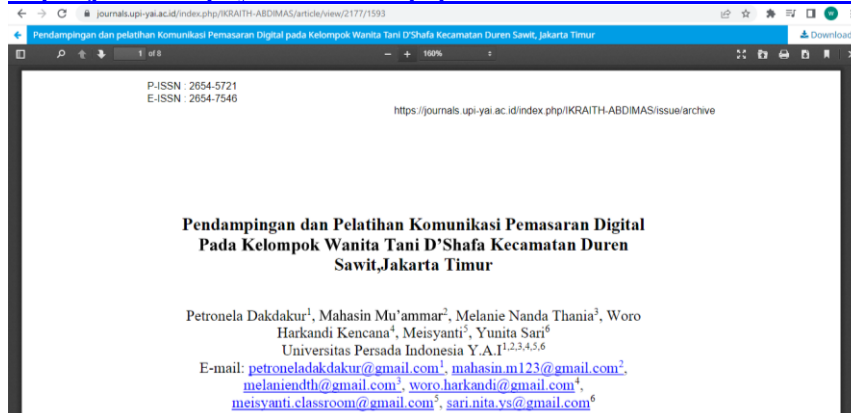 journals.upi-yai.ac.id/index.php/IKRAITH-ABDIMAS/article/view/2177/1593
Pendampingan dan pelatihan Komunikasi Pemasaran Digital pada Kelompok Wanita Tani D'Shafa Kecamatan Duren Sawit, Jakarta Timur
Download
1 of 8
160%
P-ISSN : 2654-5721
E-ISSN : 2654-7546
https://journals.upi-yai.ac.id/index.php/IKRAITH-ABDIMAS/issue/archive
Pendampingan dan Pelatihan Komunikasi Pemasaran Digital
Pada Kelompok Wanita Tani D'Shafa Kecamatan Duren
Sawit,Jakarta Timur
Petronela Dakdakur1, Mahasin Mu'ammar2, Melanie Nanda Thania3, Woro
Harkandi Kencana4, Meisyanti5, Yunita Sari6
Universitas Persada Indonesia Y.A.I1,2,3,4,5,6
E-mail: petroneladakdakur@gmail.com1, mahasin.m123@gmail.com2,
melaniendth@gmail.com3, woro.harkandi@gmail.com4,
meisyanti.classroom@gmail.com5, sari.nita.ys@gmail.com6